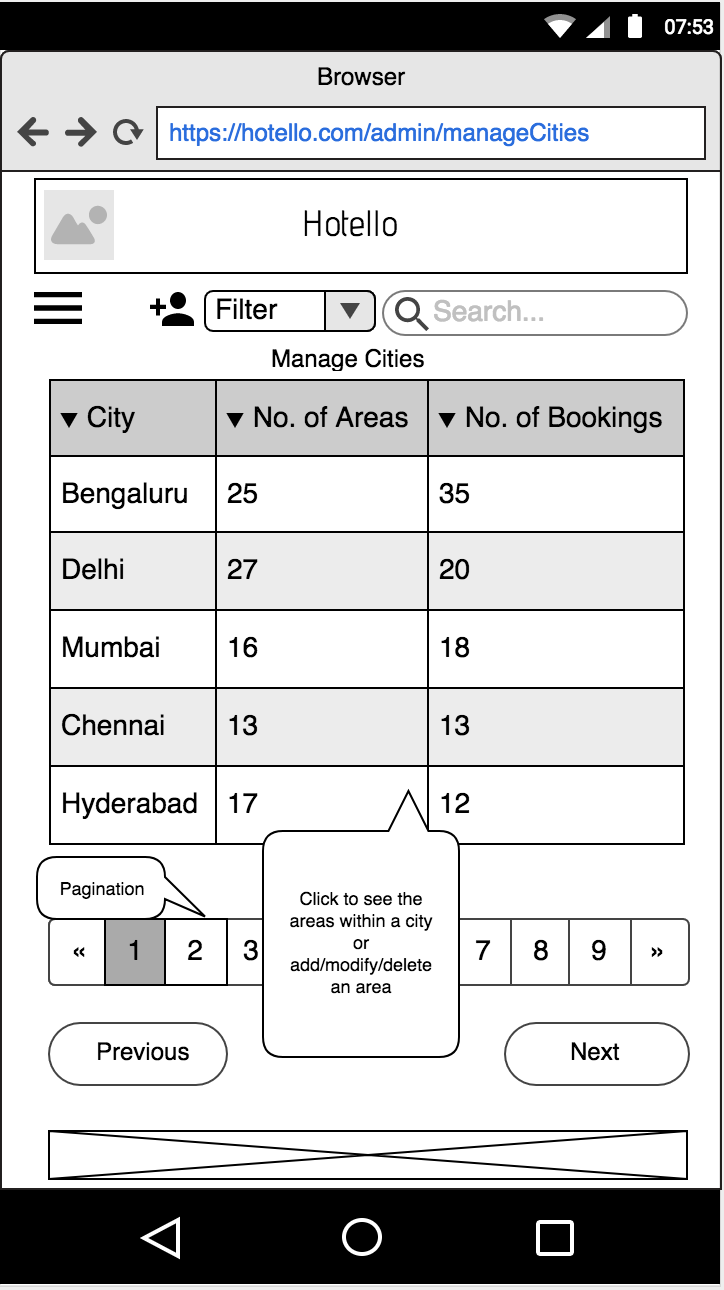 07:53
Browser
https://hotello.com/admin/manageCities
Hotello
Filter Search...
Manage Cities
City No. of Areas No. of Bookings
Bengaluru 25 35
Delhi 27 20
Mumbai 16 18
Chennai 13 13
Hyderabad 17 12
Pagination
Click to see the
areas within a city
or
add/modify/delete
an area
« 1 2 3 7 8 9 »
Previous Next